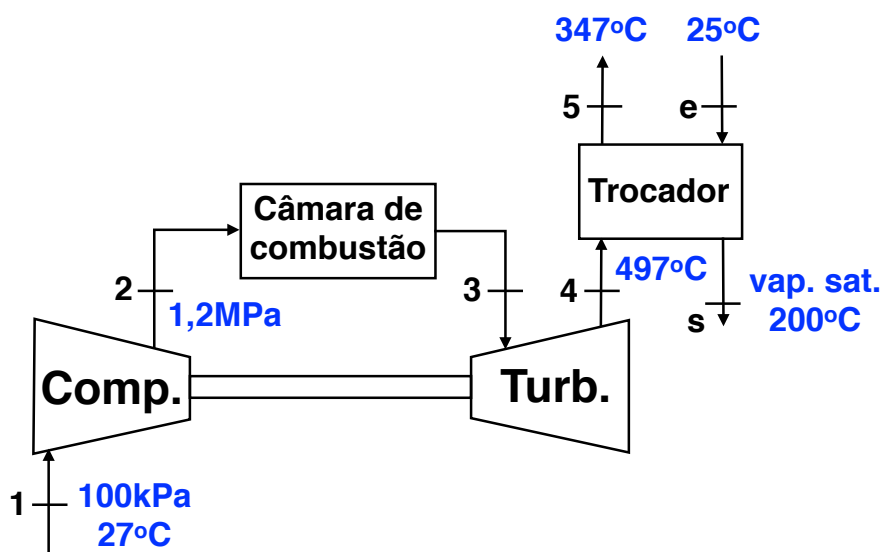 347ºC 25ºC
5 e
Trocador
Câmara de
combustão
2 3 4 497ºC
1,2MPa
s vap. sat.
200ºC
Comp. Turb.
1 100kPa
27ºC